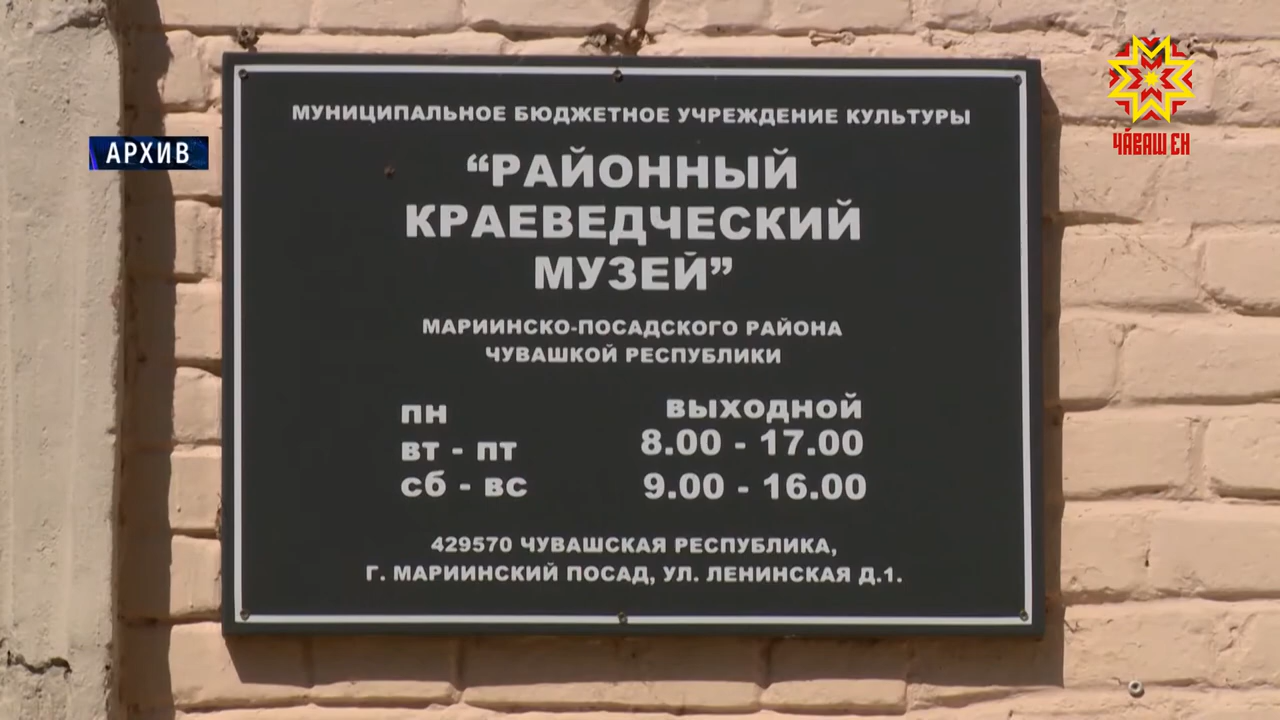 АРХИВ
ЧӐВАШ ЕН
МУНИЦИПАЛЬНОЕ БЮДЖЕТНОЕ УЧРЕЖДЕНИЕ КУЛЬТУРЫ
“РАЙОННЫЙ
КРАЕВЕДЧЕСКИЙ
МУЗЕЙ”
МАРИИНСКО-ПОСАДСКОГО РАЙОНА
ЧУВАШКОЙ РЕСПУБЛИКИ
ПН ВЫХОДНОЙ
ВТ - ПТ 8.00 - 17.00
СБ - ВС 9.00 - 16.00
429570 ЧУВАШСКАЯ РЕСПУБЛИКА,
Г. МАРИИНСКИЙ ПОСАД, УЛ. ЛЕНИНСКАЯ Д.1.